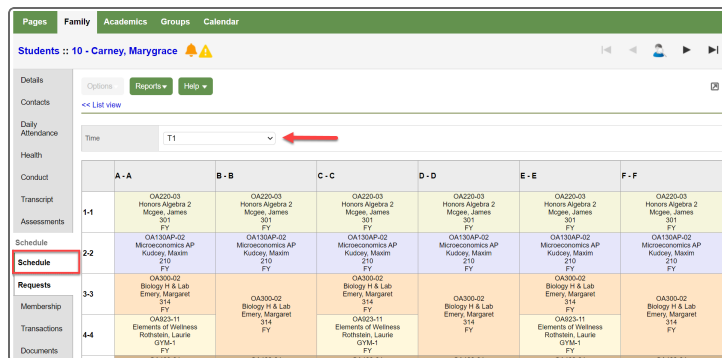 Pages Family Academics Groups Calendar
Students :: 10 - Carney, Marygrace
Details
Contacts
Daily
Attendance
Health
Conduct
Transcript
Assessments
Schedule
Schedule
Requests
Membership
Transactions
Documents
Options Reports Help
<< List view
Time T1
A - A B - B C - C D - D E - E F - F
1-1
OA220-03 OA220-03 OA220-03 OA220-03 OA220-03 OA220-03
Honors Algebra 2 Honors Algebra 2 Honors Algebra 2 Honors Algebra 2 Honors Algebra 2 Honors Algebra 2
Mcgee, James Mcgee, James Mcgee, James Mcgee, James Mcgee, James Mcgee, James
301 301 301 301 301 301
FY FY FY FY FY FY
2-2
OA130AP-02 OA130AP-02 OA130AP-02 OA130AP-02 OA130AP-02 OA130AP-02
Microeconomics AP Microeconomics AP Microeconomics AP Microeconomics AP Microeconomics AP Microeconomics AP
Kudcey, Maxim Kudcey, Maxim Kudcey, Maxim Kudcey, Maxim Kudcey, Maxim Kudcey, Maxim
210 210 210 210 210 210
FY FY FY FY FY FY
3-3
OA300-02 OA300-02 OA300-02 OA300-02 OA300-02 OA300-02
Biology H & Lab Biology H & Lab Biology H & Lab Biology H & Lab Biology H & Lab Biology H & Lab
Emery, Margaret Emery, Margaret Emery, Margaret Emery, Margaret Emery, Margaret Emery, Margaret
314 314 314 314 314 314
FY FY FY FY FY FY
4-4
OA923-11 OA923-11 OA923-11
Elements of Wellness Elements of Wellness Elements of Wellness
Rothstein, Laurie Rothstein, Laurie Rothstein, Laurie
GYM-1 GYM-1 GYM-1
FY FY FY